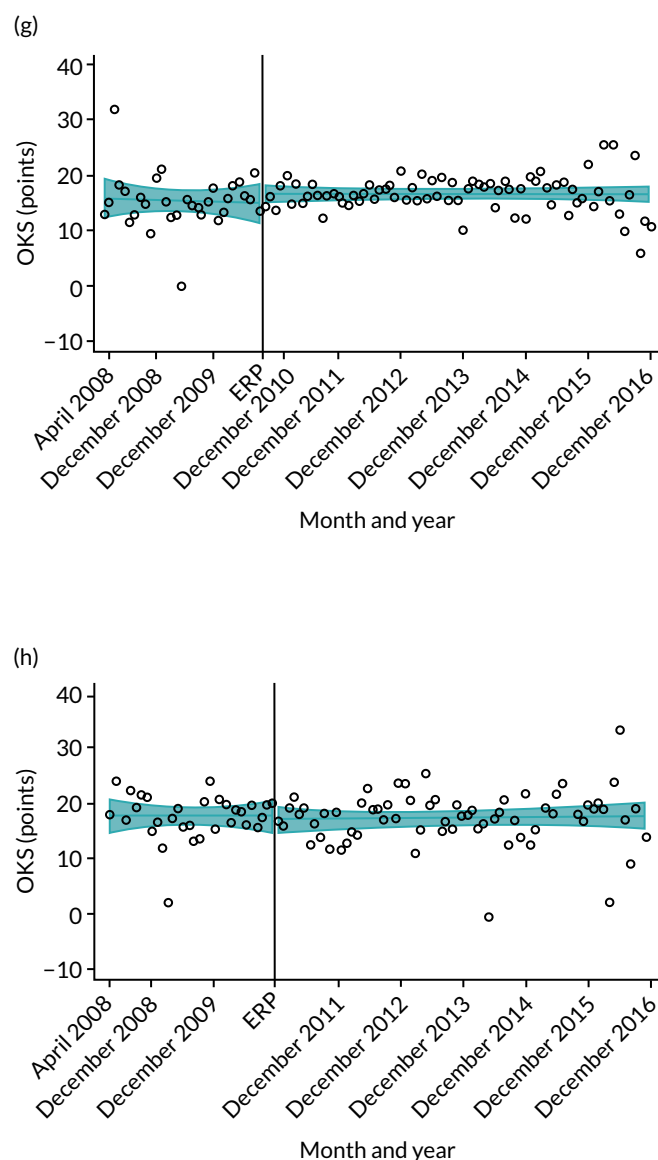 (g)
40
30
20
10
0
−10
OKS (points)
April 2008
December 2008
December 2009
ERP
December 2010
December 2011
December 2012
December 2013
December 2014
December 2015
December 2016
Month and year
(h)
40
30
20
10
0
−10
OKS (points)
April 2008
December 2008
December 2009
ERP
December 2011
December 2012
December 2013
December 2014
December 2015
December 2016
Month and year